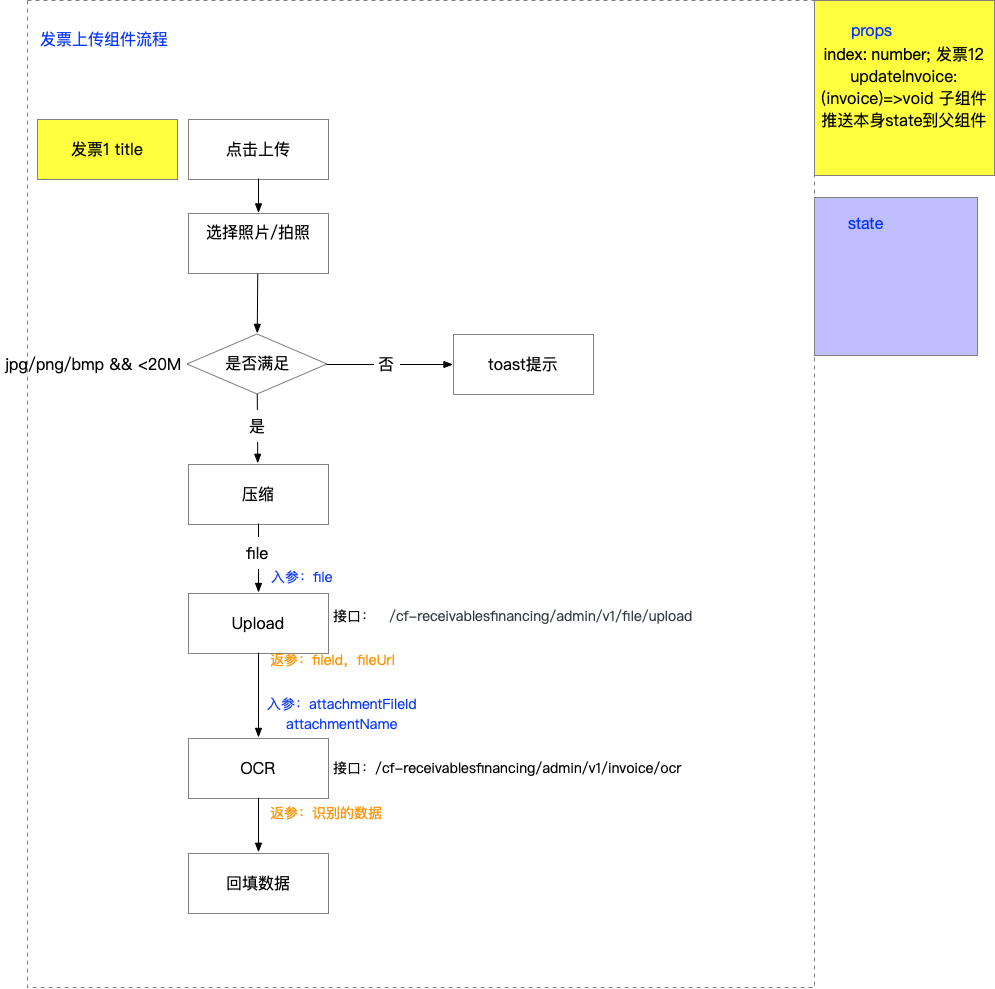 发票上传组件流程
props
index: number; 发票12
updateInvoice:
(invoice)=>void 子组件
推送本身state到父组件
发票1 title
点击上传
选择照片/拍照
state
jpg/png/bmp && <20M
是否满足
否
toast提示
是
压缩
file
入参：file
Upload
接口： /cf-receivablesfinancing/admin/v1/file/upload
返参：fileId，fileUrl
入参：attachmentFileId
attachmentName
OCR
接口：/cf-receivablesfinancing/admin/v1/invoice/ocr
返参：识别的数据
回填数据